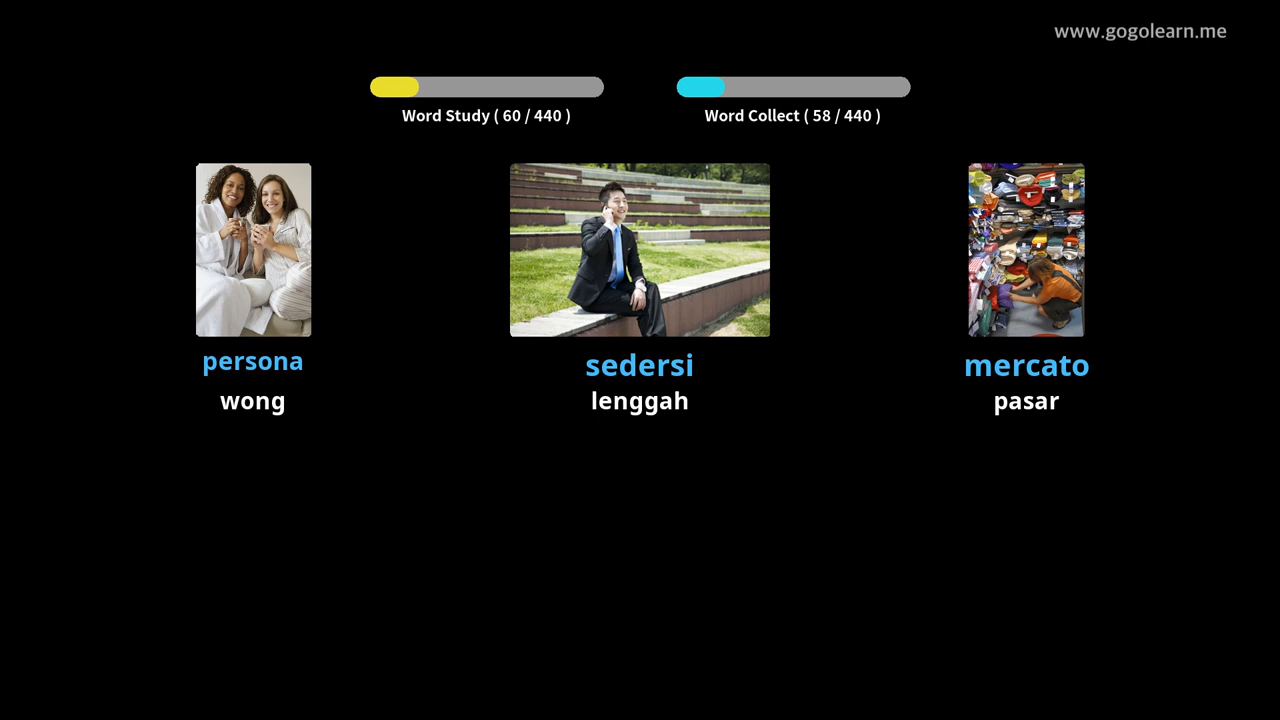 www.gogolearn.me
Word Study ( 60 / 440 )
Word Collect ( 58 / 440 )
persona
wong
sedersi
lenggah
mercato
pasar